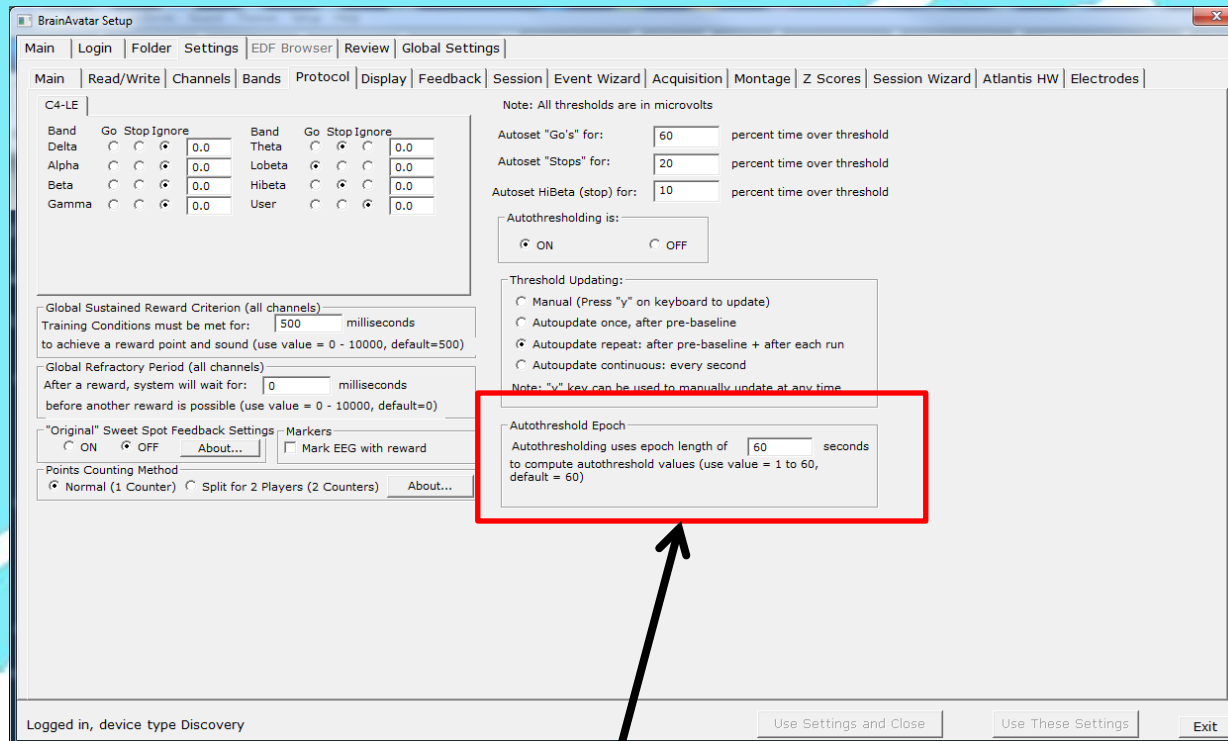 BrainAvatar Setup
Main Login Folder Settings EDF Browser Review Global Settings
Main Read/Write Channels Bands Protocol Display Feedback Session Event Wizard Acquisition Montage Z Scores Session Wizard Atlantis HW Electrodes
C4-LE
Band Go Stop Ignore Band Go Stop Ignore
Delta 0.0 Theta 0.0
Alpha 0.0 Lobeta 0.0
Beta 0.0 Hibeta 0.0
Gamma 0.0 User 0.0
Global Sustained Reward Criterion (all channels)
Training Conditions must be met for: 500 milliseconds
to achieve a reward point and sound (use value = 0 - 10000, default=500)
Global Refractory Period (all channels)
After a reward, system will wait for: 0 milliseconds
before another reward is possible (use value = 0 - 10000, default=0)
"Original" Sweet Spot Feedback Settings
ON OFF About...
Markers
Mark EEG with reward
Points Counting Method
Normal (1 Counter) Split for 2 Players (2 Counters) About...
Note: All thresholds are in microvolts
Autoset "Go's" for: 60 percent time over threshold
Autoset "Stops" for: 20 percent time over threshold
Autoset HiBeta (stop) for: 10 percent time over threshold
Autothresholding is:
ON OFF
Threshold Updating:
Manual (Press "y" on keyboard to update)
Autoupdate once, after pre-baseline
Autoupdate repeat: after pre-baseline + after each run
Autoupdate continuous: every second
Note: "y" key can be used to manually update at any time
Autothreshold Epoch
Autothresholding uses epoch length of 60 seconds
to compute autothreshold values (use value = 1 to 60,
default = 60)
Logged in, device type Discovery
Use Settings and Close Use These Settings Exit